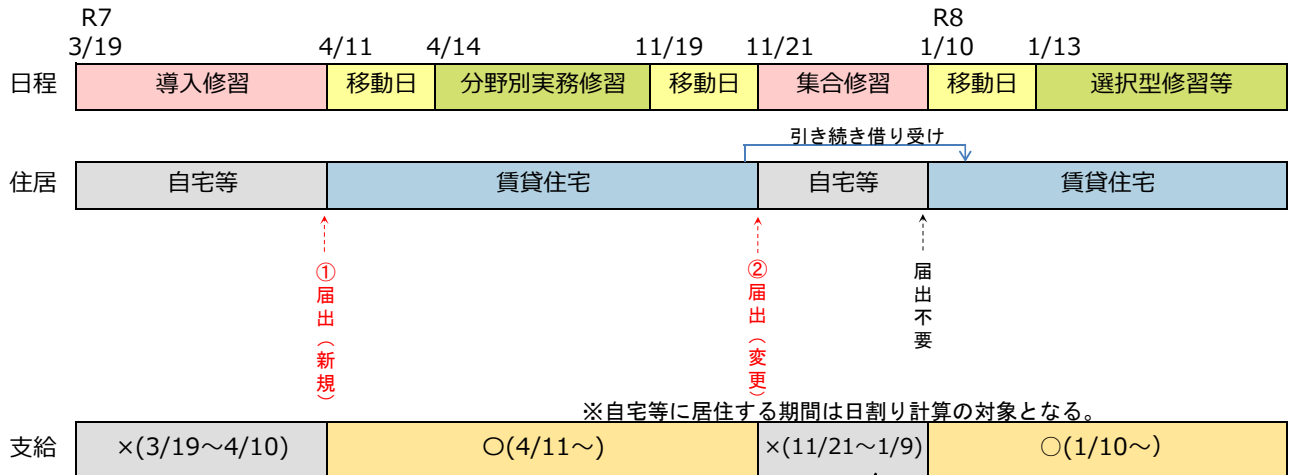 R7
R8
3/19
4/11
4/14
11/19
11/21
1/10
1/13
日程
導入修習
移動日
分野別実務修習
移動日
集合修習
移動日
選択型修習等
引き続き借り受け
住居
自宅等
賃貸住宅
自宅等
賃貸住宅
①届出（新規）
②届出（変更）
届出不要
※自宅等に居住する期間は日割り計算の対象となる。
支給
×(3/19～4/10)
○(4/11～)
×(11/21～1/9)
○(1/10～)